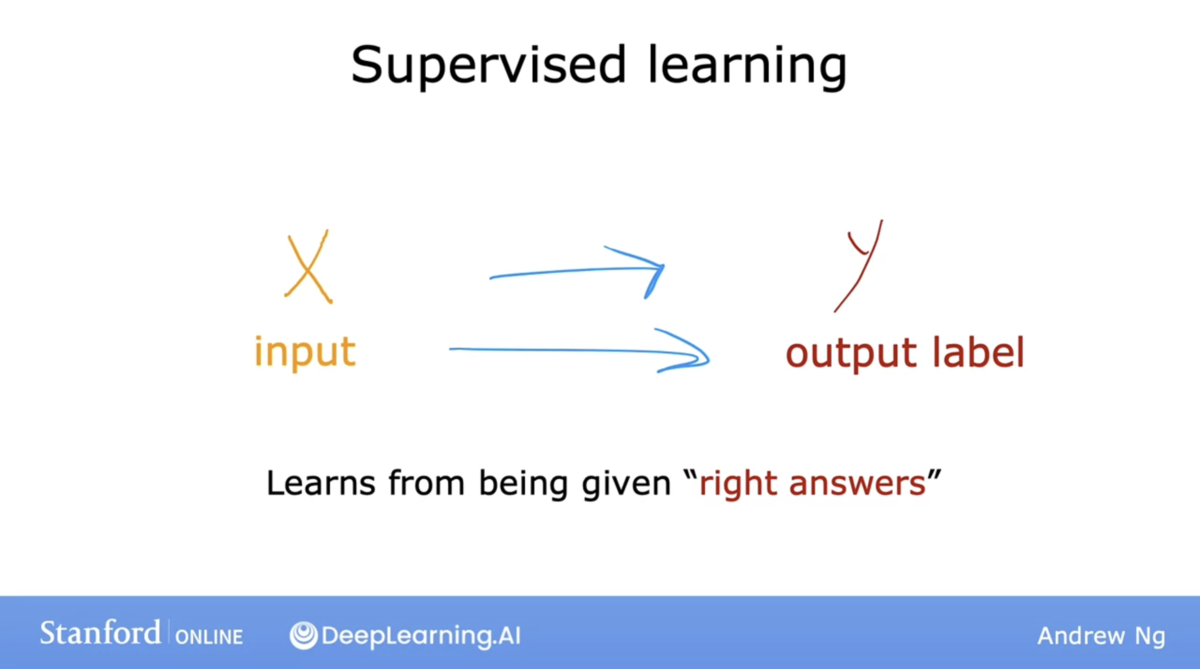 Supervised learning
X y
input output label
Learns from being given “right answers”
Stanford ONLINE DeepLearning.AI Andrew Ng